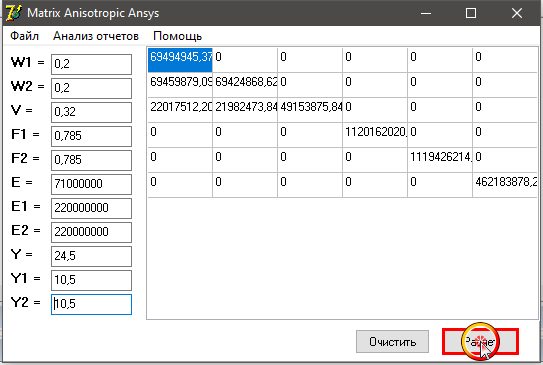 Matrix Anisotropic Ansys
Файл Анализ отчетов Помощь
W1 = 0,2
W2 = 0,2
V = 0,32
F1 = 0,785
F2 = 0,785
E = 71000000
E1 = 220000000
E2 = 220000000
Y = 24,5
Y1 = 10,5
Y2 = 10,5
69494945,37 0 0 0 0 0
69459879,09 69424868,62 0 0 0 0
22017512,20 21982473,84 49153875,84 0 0 0
0 0 0 1120162020, 0 0
0 0 0 0 1119426214, 0
0 0 0 0 0 462183878,2
Очистить